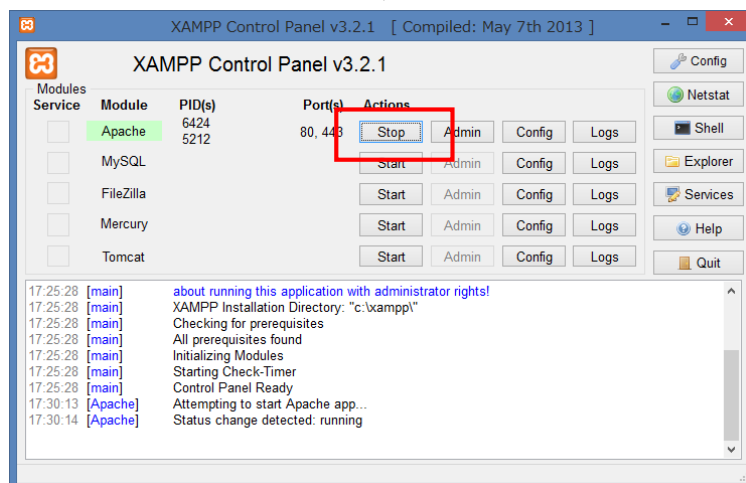 XAMPP Control Panel v3.2.1 [ Compiled: May 7th 2013 ]
XAMPP Control Panel v3.2.1
Config
Modules
Service Module PID(s) Port(s) Actions
Netstat
Apache 6424 5212 80, 443 Stop Admin Config Logs
Shell
MySQL Start Admin Config Logs
Explorer
FileZilla Start Admin Config Logs
Services
Mercury Start Admin Config Logs
Help
Tomcat Start Admin Config Logs
Quit
17:25:28 [main] about running this application with administrator rights!
17:25:28 [main] XAMPP Installation Directory: "c:\xampp\"
17:25:28 [main] Checking for prerequisites
17:25:28 [main] All prerequisites found
17:25:28 [main] Initializing Modules
17:25:28 [main] Starting Check-Timer
17:25:28 [main] Control Panel Ready
17:30:13 [Apache] Attempting to start Apache app...
17:30:14 [Apache] Status change detected: running